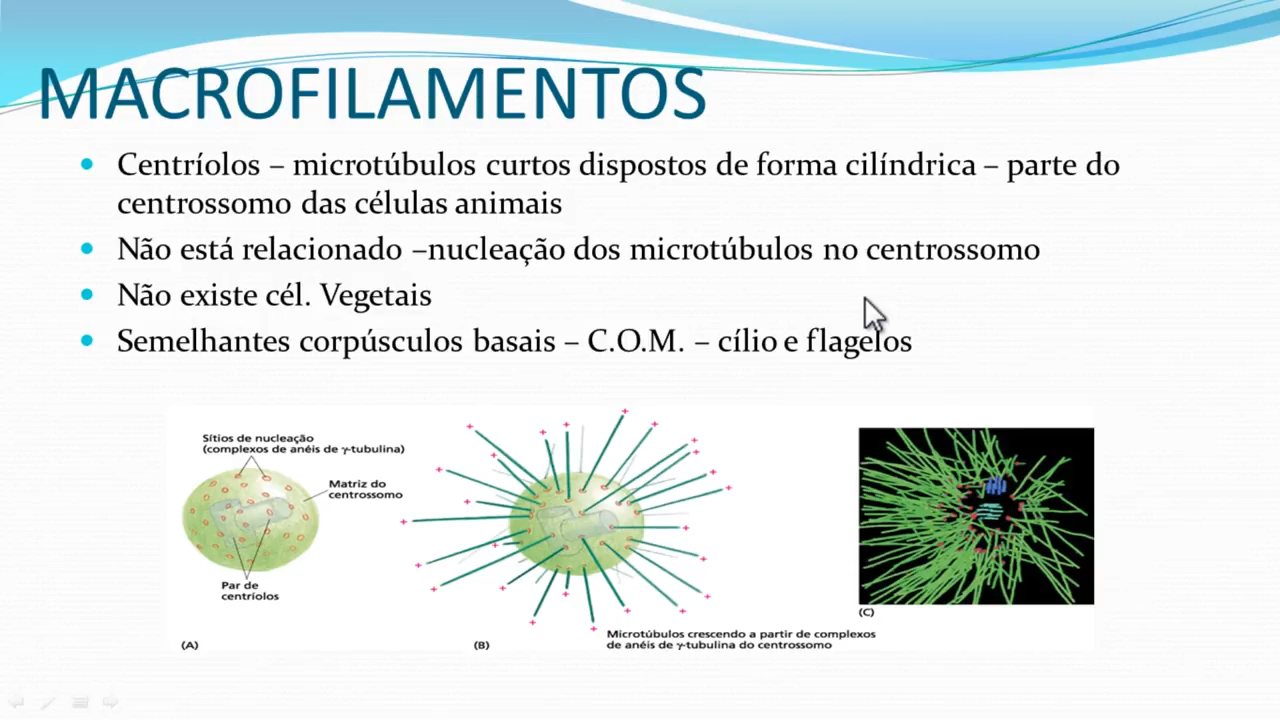 MACROFILAMENTOS
Centríolos – microtúbulos curtos dispostos de forma cilíndrica – parte do
centrossomo das células animais
Não está relacionado –nucleação dos microtúbulos no centrossomo
Não existe cél. Vegetais
Semelhantes corpúsculos basais – C.O.M. – cílio e flagelos
Sítios de nucleação
(complexos de anéis de γ-tubulina)
Matriz do
centrossomo
Par de
centríolos
(A)
(B)
Microtúbulos crescendo a partir de complexos
de anéis de γ-tubulina do centrossomo
(C)